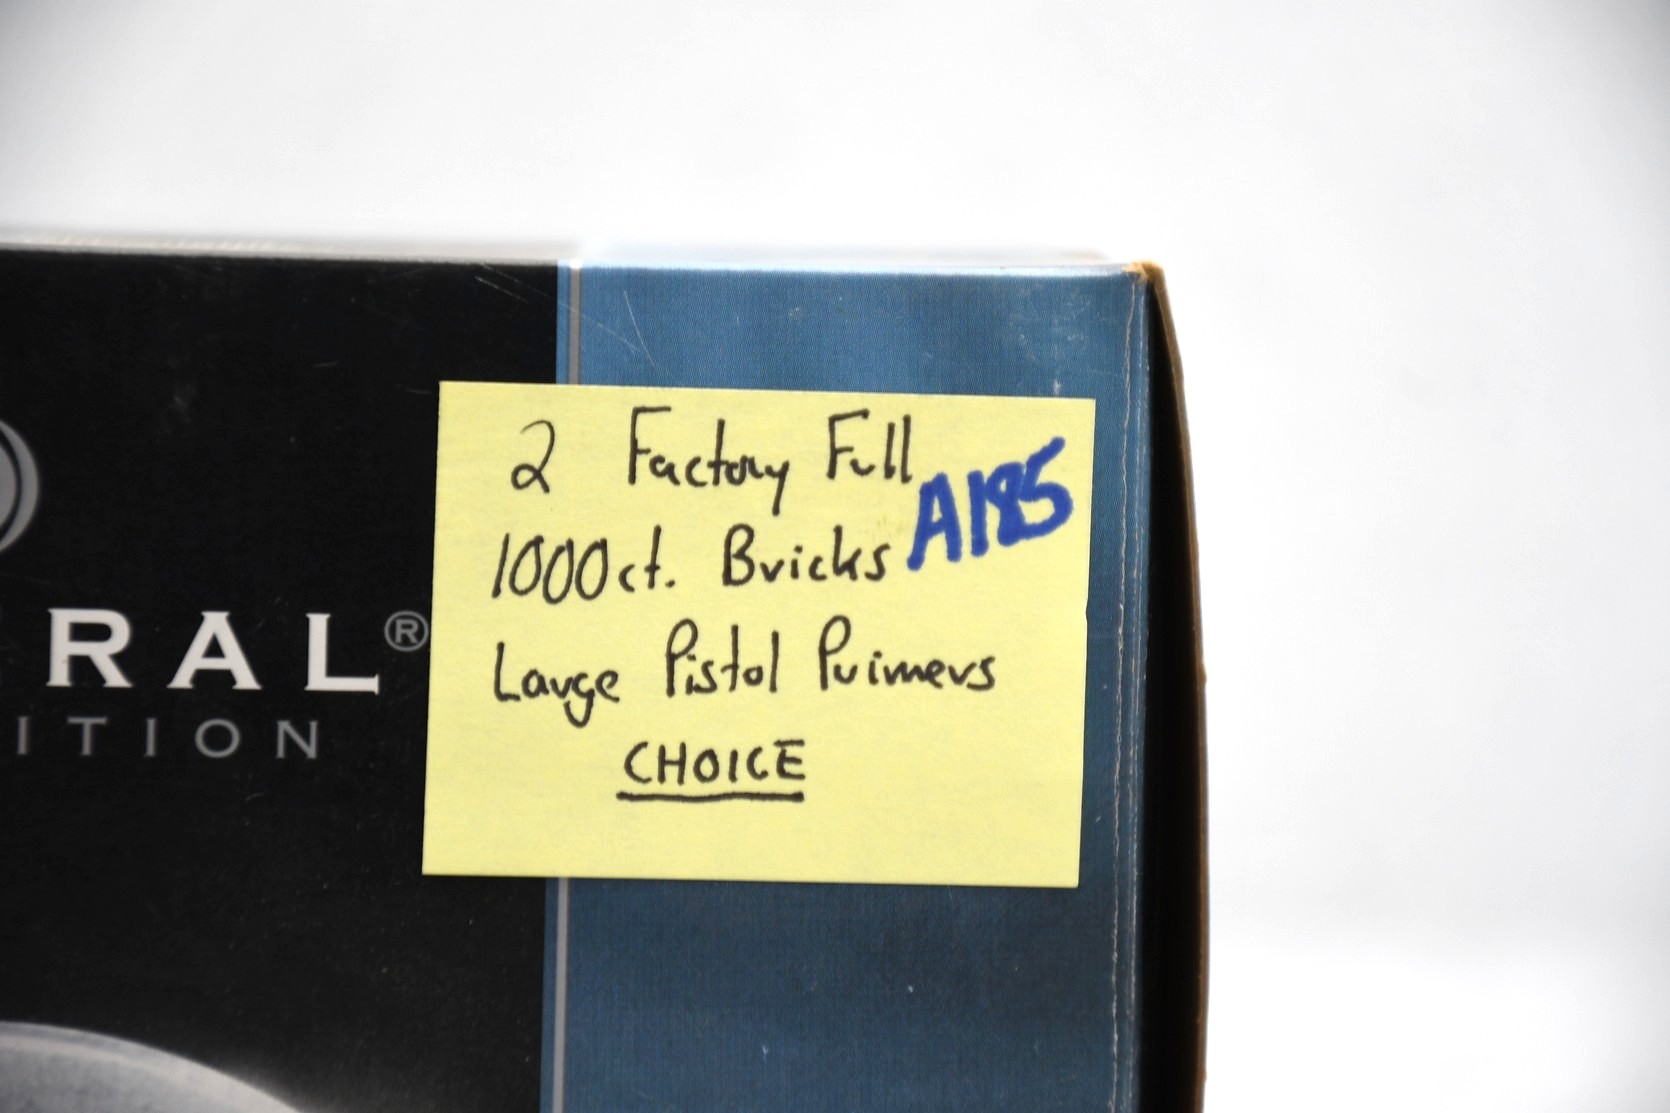 2 Factory Full
A185
1000ct. Bricks
Large Pistol Primers
CHOICE
RAL®
ITION